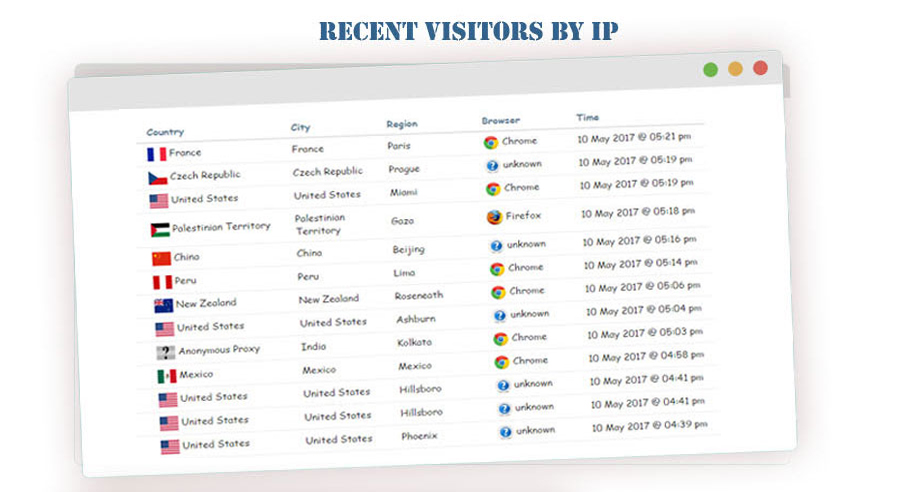 RECENT VISITORS BY IP
Country City Region Browser Time
France France Paris Chrome 10 May 2017 @ 05:21 pm
Czech Republic Czech Republic Prague unknown 10 May 2017 @ 05:19 pm
United States United States Miami Chrome 10 May 2017 @ 05:19 pm
Palestinian Territory Palestinian Territory Gaza Firefox 10 May 2017 @ 05:18 pm
China China Beijing unknown 10 May 2017 @ 05:16 pm
Peru Peru Lima Chrome 10 May 2017 @ 05:14 pm
New Zealand New Zealand Roseneath Chrome 10 May 2017 @ 05:06 pm
United States United States Ashburn unknown 10 May 2017 @ 05:04 pm
Anonymous Proxy India Kolkata Chrome 10 May 2017 @ 05:03 pm
Mexico Mexico Mexico Chrome 10 May 2017 @ 04:58 pm
United States United States Hillsboro unknown 10 May 2017 @ 04:41 pm
United States United States Hillsboro unknown 10 May 2017 @ 04:41 pm
United States United States Phoenix unknown 10 May 2017 @ 04:39 pm